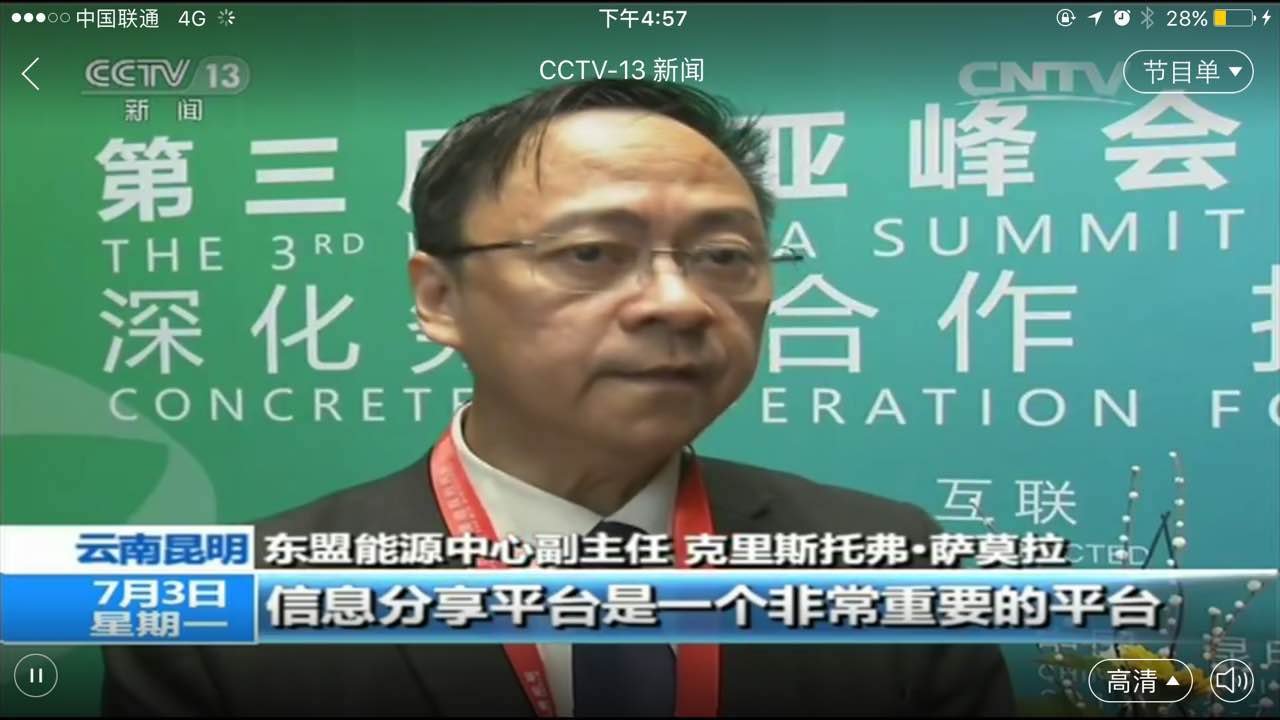 中国联通 4G 下午4:57 28%
CCTV-13 新闻
节目单
CCTV 13
新闻
CNTV
第三 亚峰会
THE 3RD A SUMMIT
深化 合作
CONCRETE ERATION
互联
云南昆明
东盟能源中心副主任 克里斯托弗·萨莫拉
7月3日
星期一
信息分享平台是一个非常重要的平台
高清